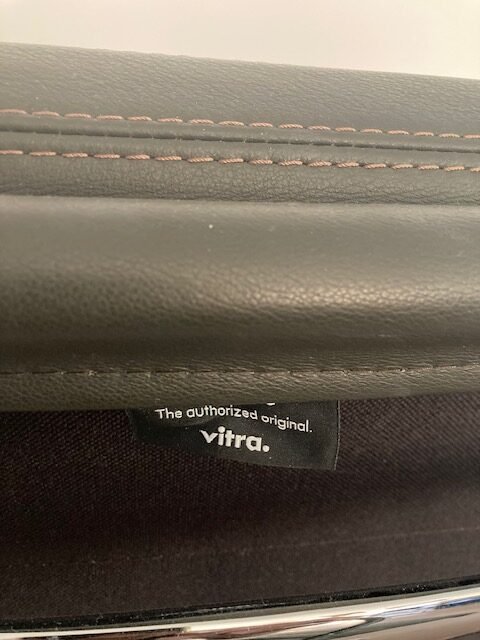 The authorized original.
vitra.